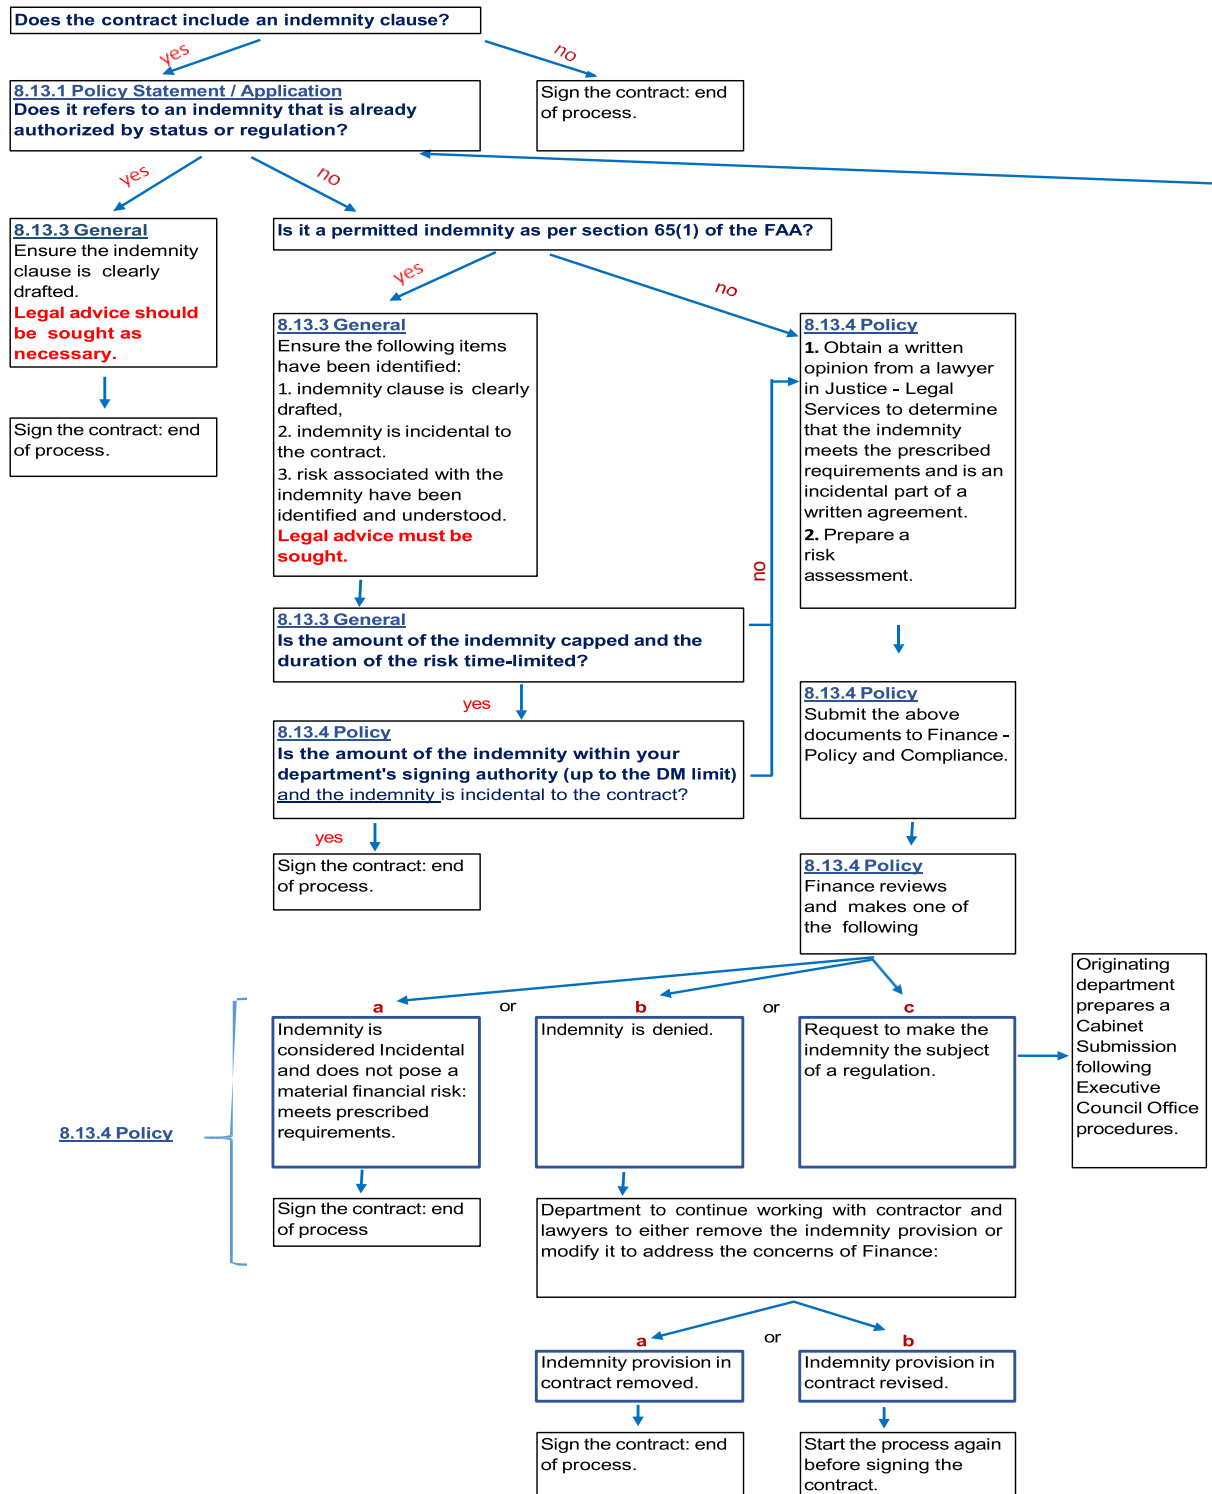 Does the contract include an indemnity clause?
yes
no
8.13.1 Policy Statement / Application
Does it refers to an indemnity that is already
authorized by status or regulation?
Sign the contract: end
of process.
yes
no
8.13.3 General
Ensure the indemnity
clause is clearly
drafted.
Legal advice should
be sought as
necessary.
Sign the contract: end
of process.
Is it a permitted indemnity as per section 65(1) of the FAA?
yes
no
8.13.3 General
Ensure the following items
have been identified:
1. indemnity clause is clearly
drafted,
2. indemnity is incidental to
the contract.
3. risk associated with the
indemnity have been
identified and understood.
Legal advice must be
sought.
8.13.4 Policy
1. Obtain a written
opinion from a lawyer
in Justice - Legal
Services to determine
that the indemnity
meets the prescribed
requirements and is an
incidental part of a
written agreement.
2. Prepare a
risk
assessment.
no
8.13.3 General
Is the amount of the indemnity capped and the
duration of the risk time-limited?
yes
8.13.4 Policy
Is the amount of the indemnity within your
department's signing authority (up to the DM limit)
and the indemnity is incidental to the contract?
yes
Sign the contract: end
of process.
8.13.4 Policy
Submit the above
documents to Finance -
Policy and Compliance.
8.13.4 Policy
Finance reviews
and makes one of
the following
8.13.4 Policy
a
or
b
or
c
Indemnity is
considered Incidental
and does not pose a
material financial risk:
meets prescribed
requirements.
Indemnity is denied.
Request to make the
indemnity the subject
of a regulation.
Originating
department
prepares a
Cabinet
Submission
following
Executive
Council Office
procedures.
Sign the contract: end
of process
Department to continue working with contractor and
lawyers to either remove the indemnity provision or
modify it to address the concerns of Finance:
a
or
b
Indemnity provision in
contract removed.
Indemnity provision in
contract revised.
Sign the contract: end
of process.
Start the process again
before signing the
contract.